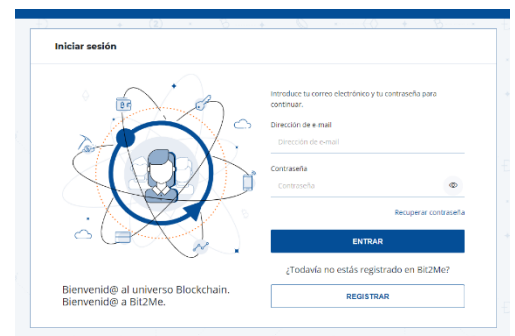 Iniciar sesión
Introduce tu correo electrónico y tu contraseña para
continuar.
Dirección de e-mail
Dirección de e-mail
Contraseña
Contraseña
Recuperar contraseña
ENTRAR
¿Todavía no estás registrado en Bit2Me?
REGISTRAR
Bienvenid@ al universo Blockchain.
Bienvenid@ a Bit2Me.